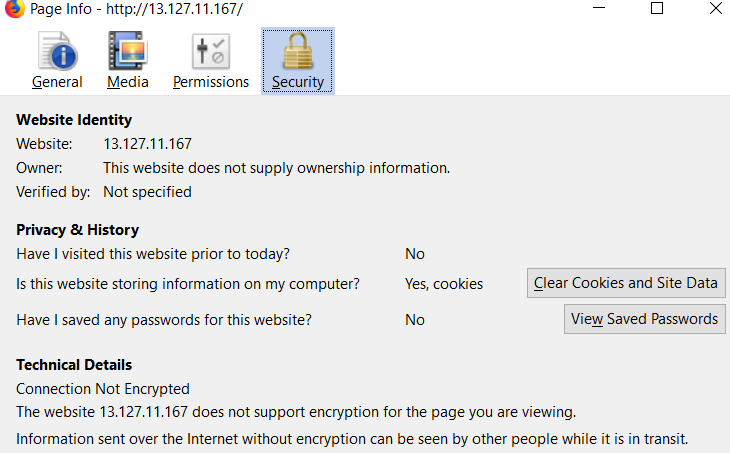 Page Info - http://13.127.11.167/
General Media Permissions Security
Website Identity
Website: 13.127.11.167
Owner: This website does not supply ownership information.
Verified by: Not specified
Privacy & History
Have I visited this website prior to today? No
Is this website storing information on my computer? Yes, cookies Clear Cookies and Site Data
Have I saved any passwords for this website? No View Saved Passwords
Technical Details
Connection Not Encrypted
The website 13.127.11.167 does not support encryption for the page you are viewing.
Information sent over the Internet without encryption can be seen by other people while it is in transit.